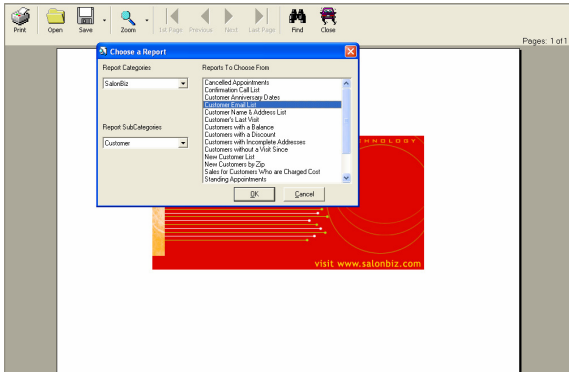 Print Open Save Zoom 1st Page Previous Next Last Page Find Close
Pages: 1 of 1
Choose a Report
Report Categories
SalonBiz
Report SubCategories
Customer
Reports To Choose From
Cancelled Appointments
Confirmation Call List
Customer Anniversary Dates
Customer Email List
Customer Name & Address List
Customer's Last Visit
Customers with a Balance
Customers with a Discount
Customers with Incomplete Addresses
Customers without a Visit Since
New Customer List
New Customers by Zip
Sales for Customers Who are Charged Cost
Standing Appointments
OK Cancel
HNOLOGY
visit www.salonbiz.com